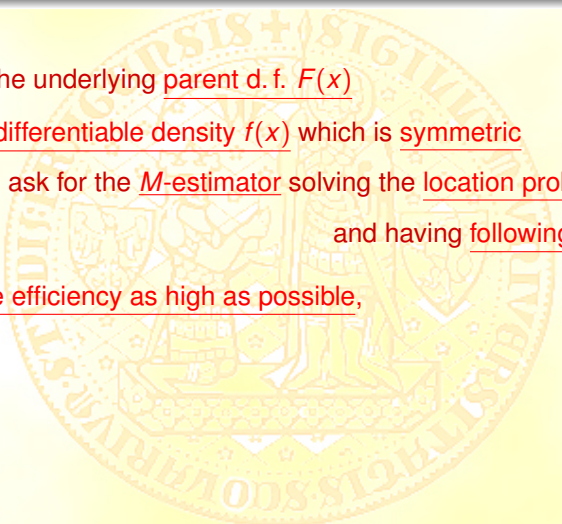 he underlying parent d. f. F(x)
differentiable density f(x) which is symmetric
ask for the M-estimator solving the location pro
and having following
efficiency as high as possible,